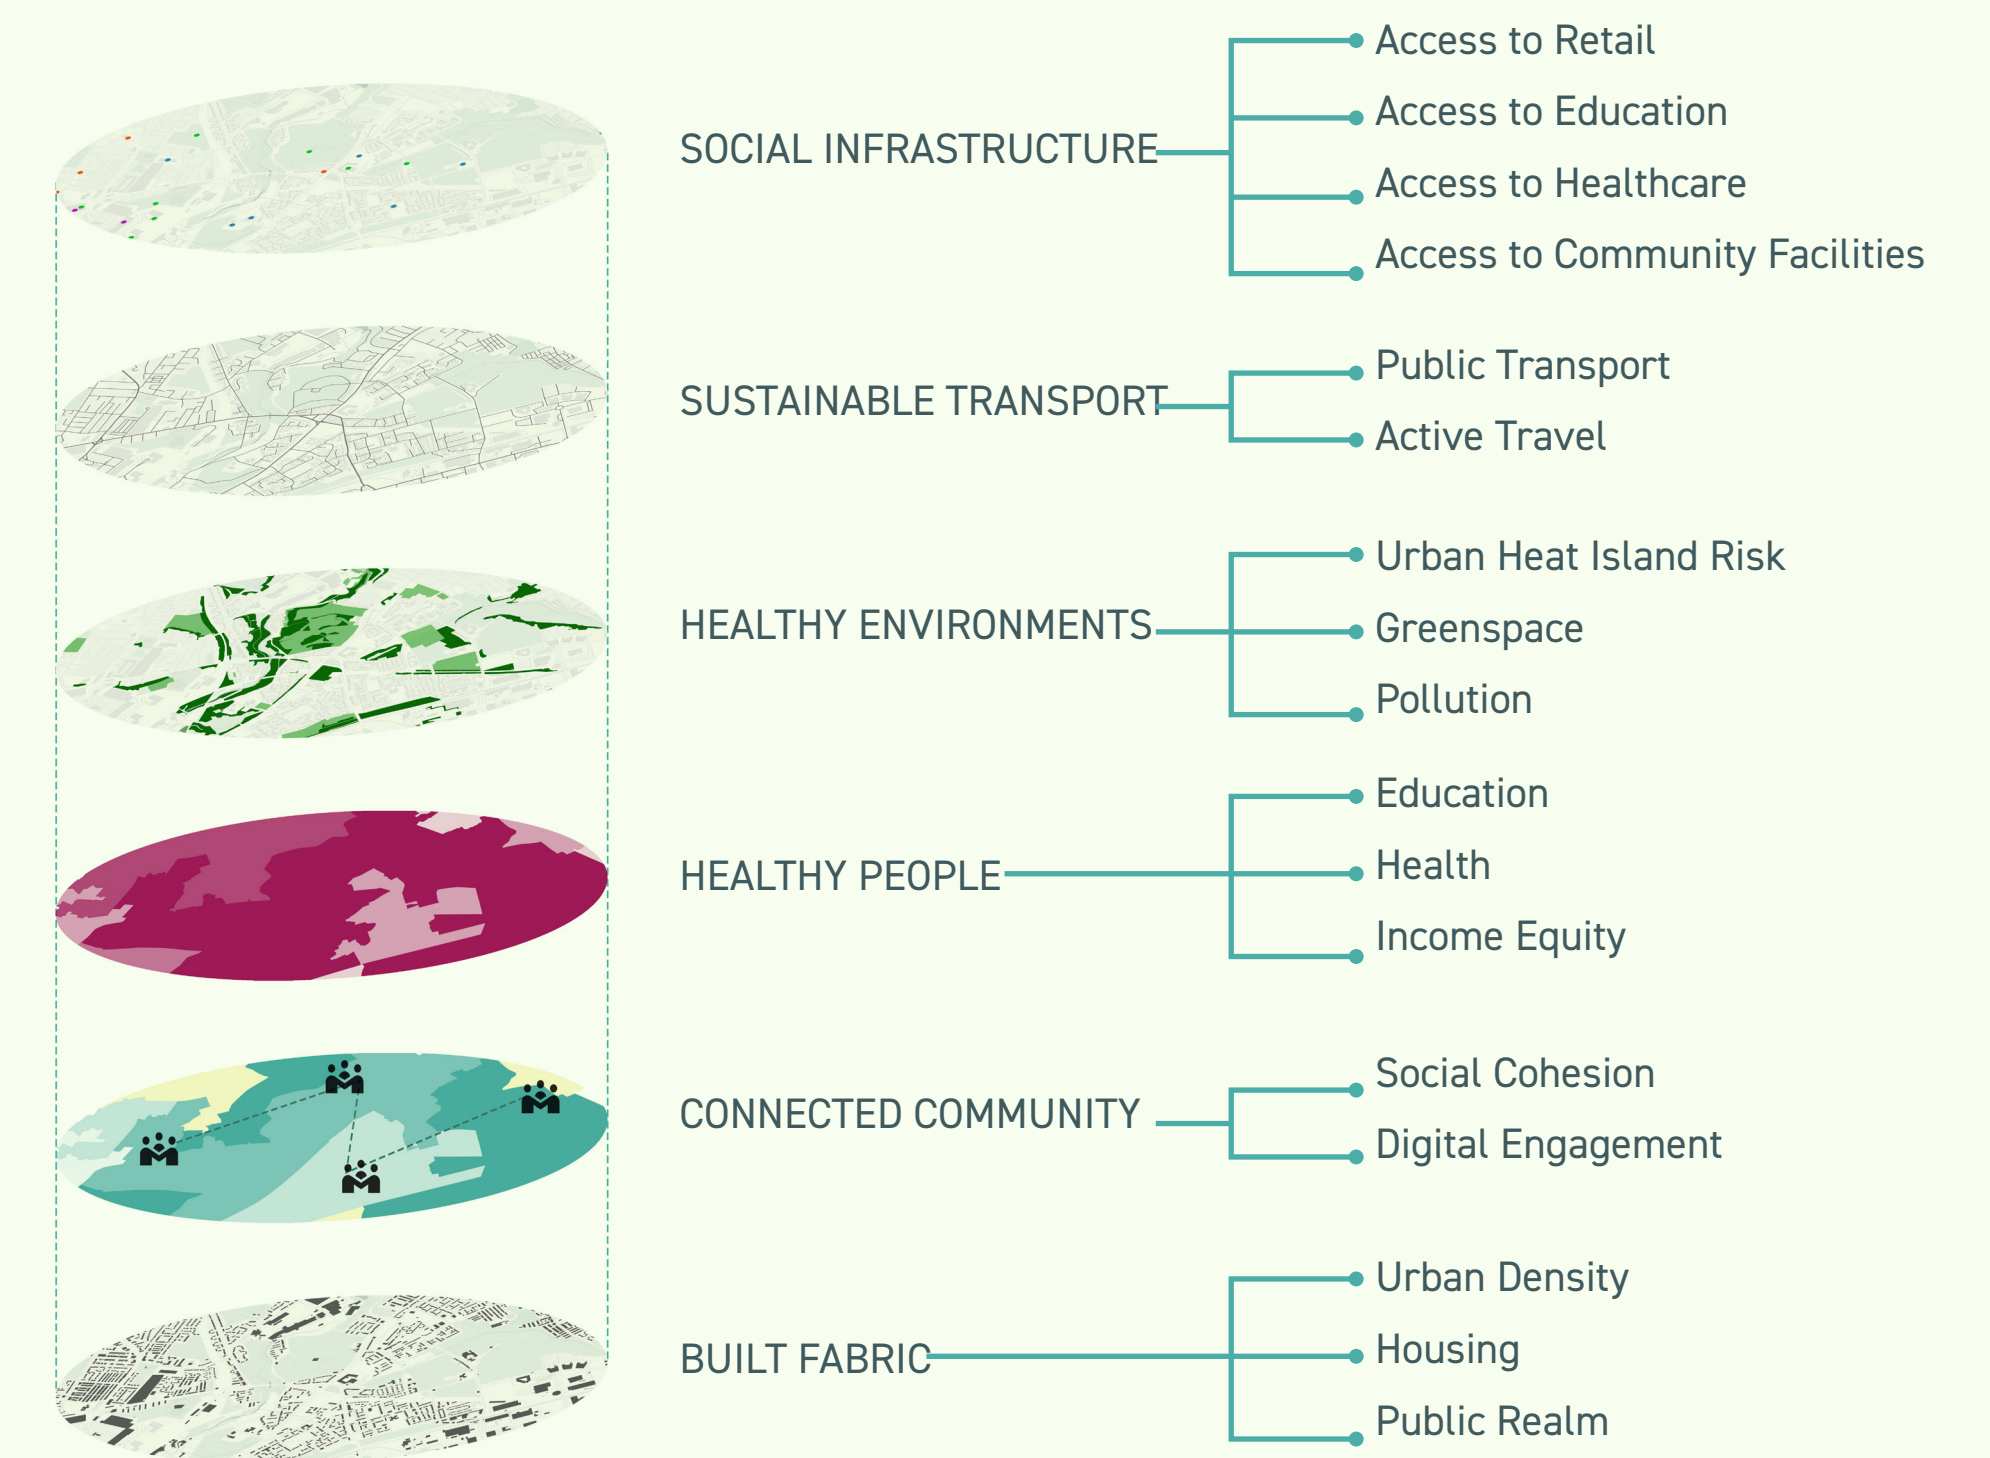 SOCIAL INFRASTRUCTURE
Access to Retail
Access to Education
Access to Healthcare
Access to Community Facilities
SUSTAINABLE TRANSPORT
Public Transport
Active Travel
HEALTHY ENVIRONMENTS
Urban Heat Island Risk
Greenspace
Pollution
HEALTHY PEOPLE
Education
Health
Income Equity
CONNECTED COMMUNITY
Social Cohesion
Digital Engagement
BUILT FABRIC
Urban Density
Housing
Public Realm